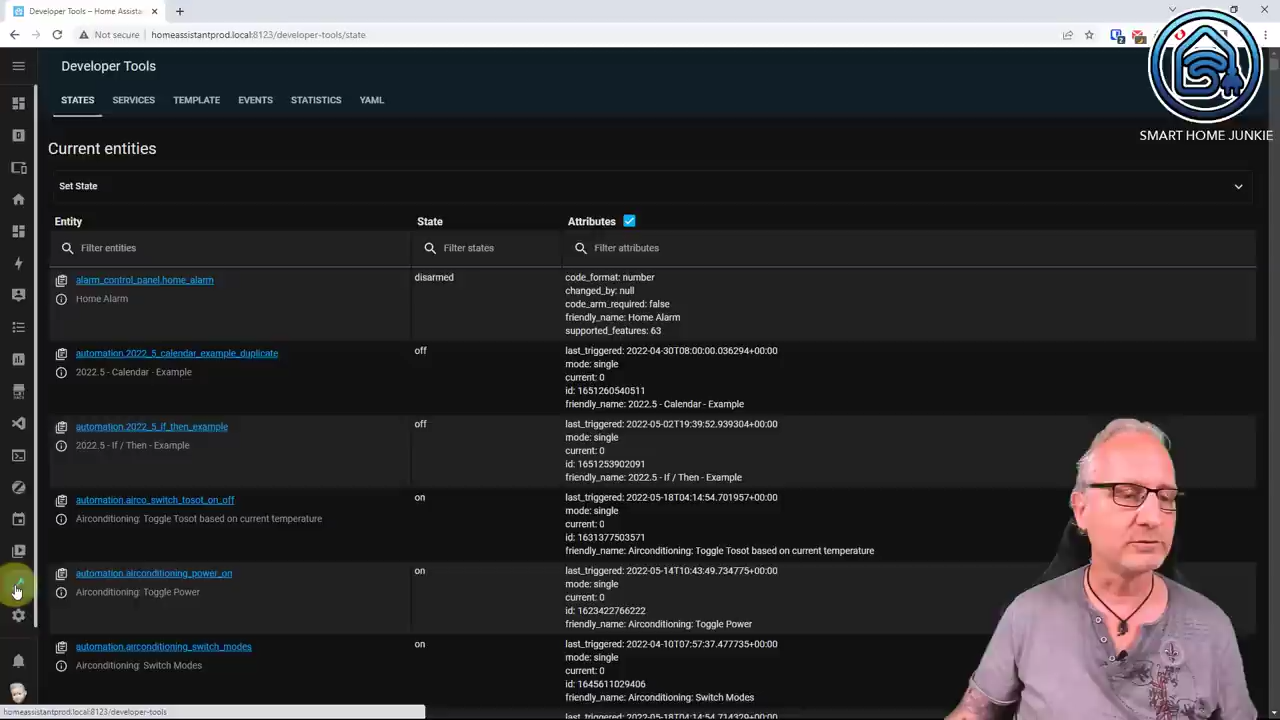 Developer Tools – Home Assistan
Not secure
homeassistantprod.local:8123/developer-tools/state
Developer Tools
STATES SERVICES TEMPLATE EVENTS STATISTICS YAML
SMART HOME JUNKIE
Current entities
Set State
Entity State Attributes
Filter entities Filter states Filter attributes
alarm_control_panel.home_alarm
Home Alarm
disarmed
code_format: number
changed_by: null
code_arm_required: false
friendly_name: Home Alarm
supported_features: 63
automation.2022_5_calendar_example_duplicate
2022.5 - Calendar - Example
off
last_triggered: 2022-04-30T08:00:00.036294+00:00
mode: single
current: 0
id: 1651260540511
friendly_name: 2022.5 - Calendar - Example
automation.2022_5_if_then_example
2022.5 - If / Then - Example
off
last_triggered: 2022-05-02T19:39:52.939304+00:00
mode: single
current: 0
id: 1651253902091
friendly_name: 2022.5 - If / Then - Example
automation.airco_switch_tosot_on_off
Airconditioning: Toggle Tosot based on current temperature
on
last_triggered: 2022-05-18T04:14:54.701957+00:00
mode: single
current: 0
id: 1631377503571
friendly_name: Airconditioning: Toggle Tosot based on current temperature
automation.airconditioning_power_on
Airconditioning: Toggle Power
on
last_triggered: 2022-05-14T10:43:49.734775+00:00
mode: single
current: 0
id: 1623422766222
friendly_name: Airconditioning: Toggle Power
automation.airconditioning_switch_modes
Airconditioning: Switch Modes
on
last_triggered: 2022-04-10T07:57:37.477735+00:00
mode: single
current: 0
id: 1645611029406
friendly_name: Airconditioning: Switch Modes
homeassistantprod.local:8123/developer-tools